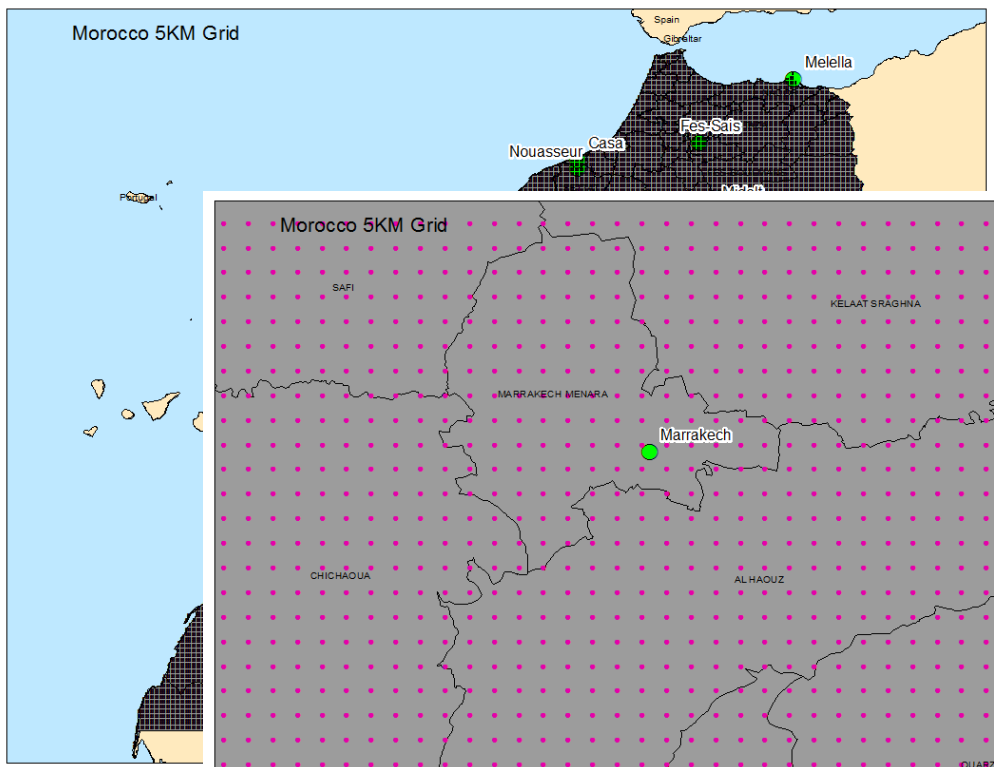 Morocco 5KM Grid
Spain
Gibraltar
Melella
Fes-Sais
Casa
Nouasseur
Portugal
Morocco 5KM Grid
SAFI
KELAAT SRAGHNA
MARRAKECH MENARA
Marrakech
CHICHAOUA
AL HAOUZ